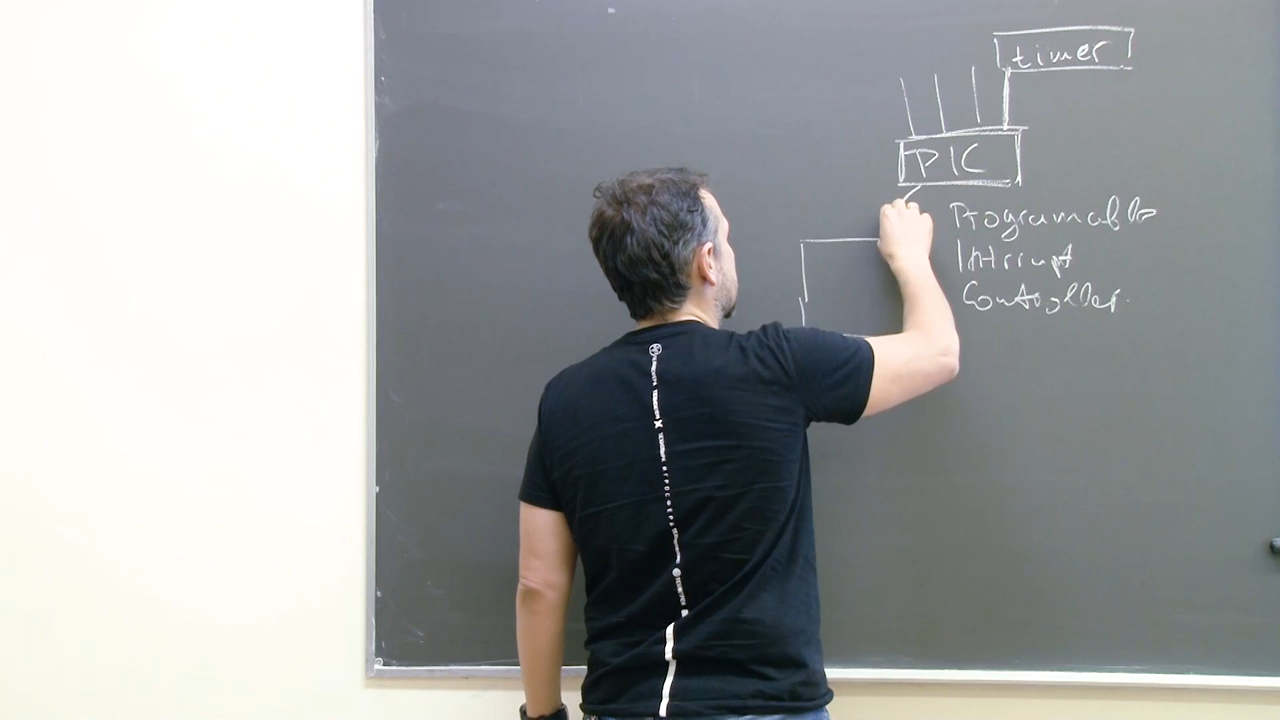 timer
PIC
Programable
Interrupt
Controller.